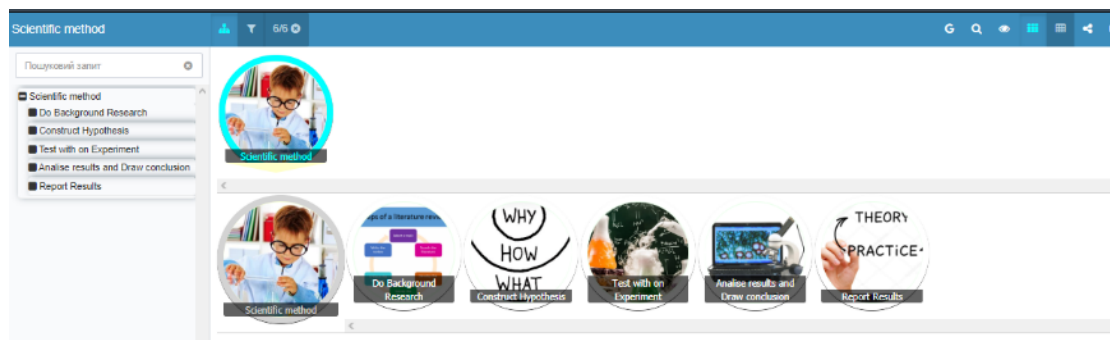 Scientific method
6/6
G
Пошуковий запит
Scientific method
Do Background Research
Construct Hypothesis
Test with on Experiment
Analise results and Draw conclusion
Report Results
Scientific method
Scientific method
Do Background
Research
WHY
HOW
WHAT
Construct Hypothesis
Test with on
Experiment
Analise results and
Draw conclusion
THEORY
PRACTiCE
Report Results